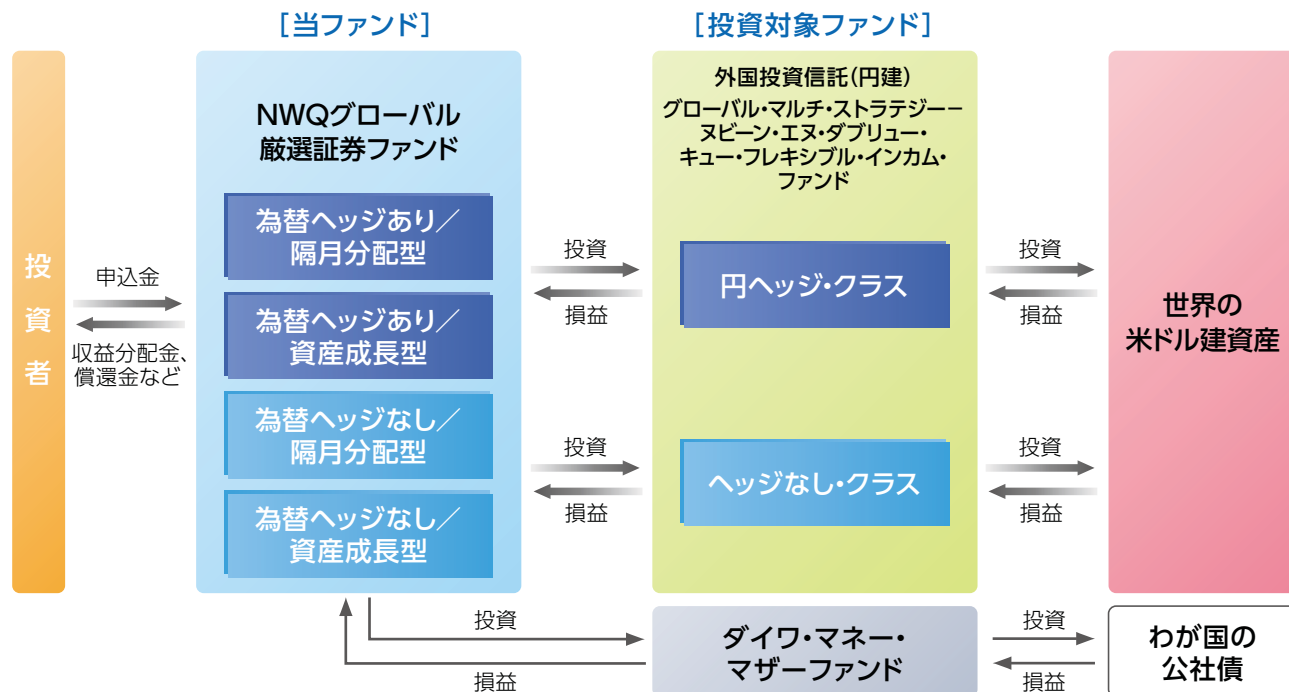 [当ファンド]
[投資対象ファンド]
投資者
申込金
収益分配金、
償還金など
NWQグローバル
厳選証券ファンド
為替ヘッジあり／
隔月分配型
為替ヘッジあり／
資産成長型
為替ヘッジなし／
隔月分配型
為替ヘッジなし／
資産成長型
投資
損益
投資
損益
外国投資信託(円建)
グローバル・マルチ・ストラテジー－
ヌビーン・エヌ・ダブリュー・
キュー・フレキシブル・インカム・
ファンド
円ヘッジ・クラス
ヘッジなし・クラス
投資
損益
投資
損益
世界の
米ドル建資産
投資
損益
ダイワ・マネー・
マザーファンド
投資
損益
わが国の
公社債